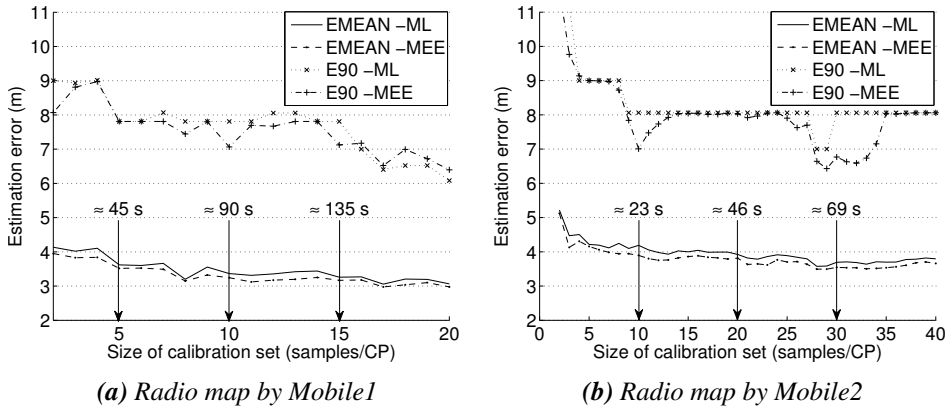 11
10
9
8
7
6
5
4
3
2
Estimation error (m)
EMEAN −ML
EMEAN −MEE
E90 −ML
E90 −MEE
≈ 45 s
≈ 90 s
≈ 135 s
5
10
15
20
Size of calibration set (samples/CP)
(a) Radio map by Mobile1
11
10
9
8
7
6
5
4
3
2
Estimation error (m)
EMEAN −ML
EMEAN −MEE
E90 −ML
E90 −MEE
≈ 23 s
≈ 46 s
≈ 69 s
0
5
10
15
20
25
30
35
40
Size of calibration set (samples/CP)
(b) Radio map by Mobile2